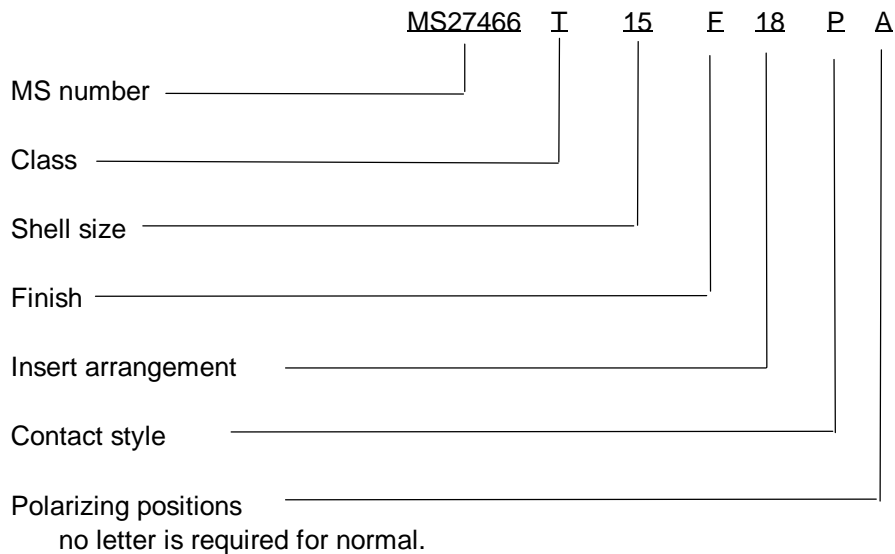 MS27466 T 15 F 18 P A
MS number
Class
Shell size
Finish
Insert arrangement
Contact style
Polarizing positions
no letter is required for normal.